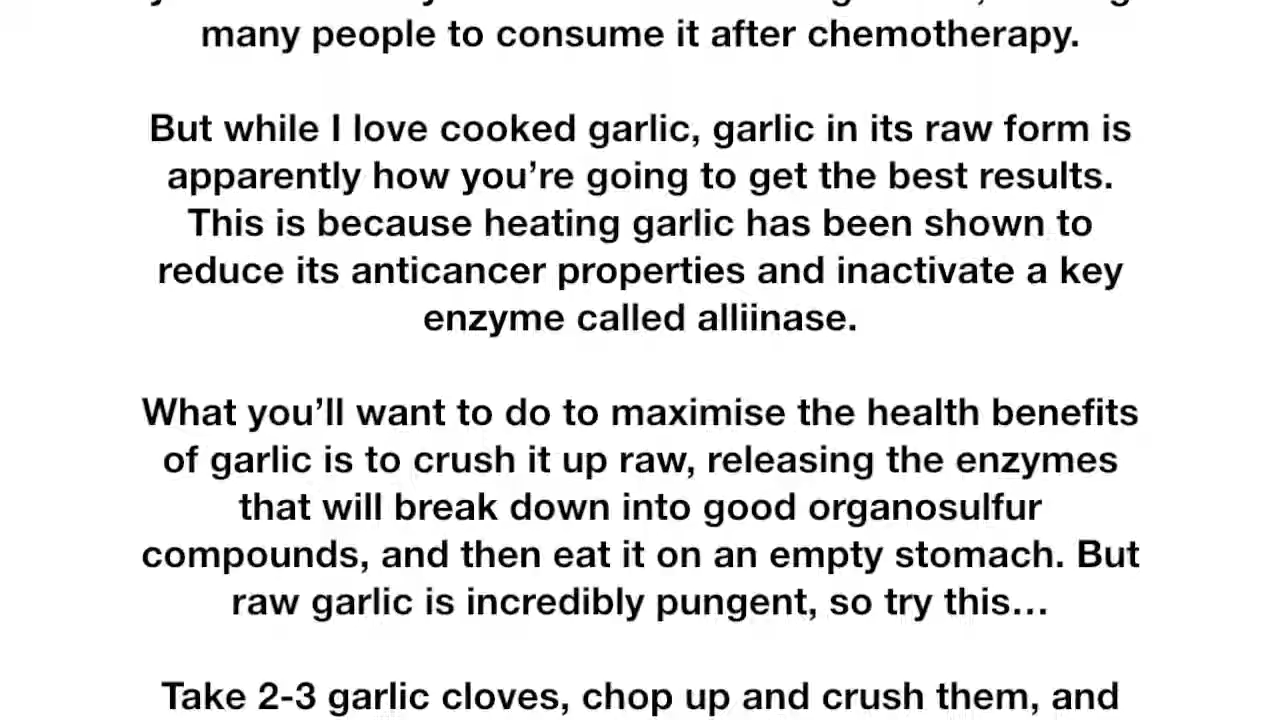 many people to consume it after chemotherapy.
But while I love cooked garlic, garlic in its raw form is
apparently how you’re going to get the best results.
This is because heating garlic has been shown to
reduce its anticancer properties and inactivate a key
enzyme called alliinase.
What you’ll want to do to maximise the health benefits
of garlic is to crush it up raw, releasing the enzymes
that will break down into good organosulfur
compounds, and then eat it on an empty stomach. But
raw garlic is incredibly pungent, so try this…
Take 2-3 garlic cloves, chop up and crush them, and